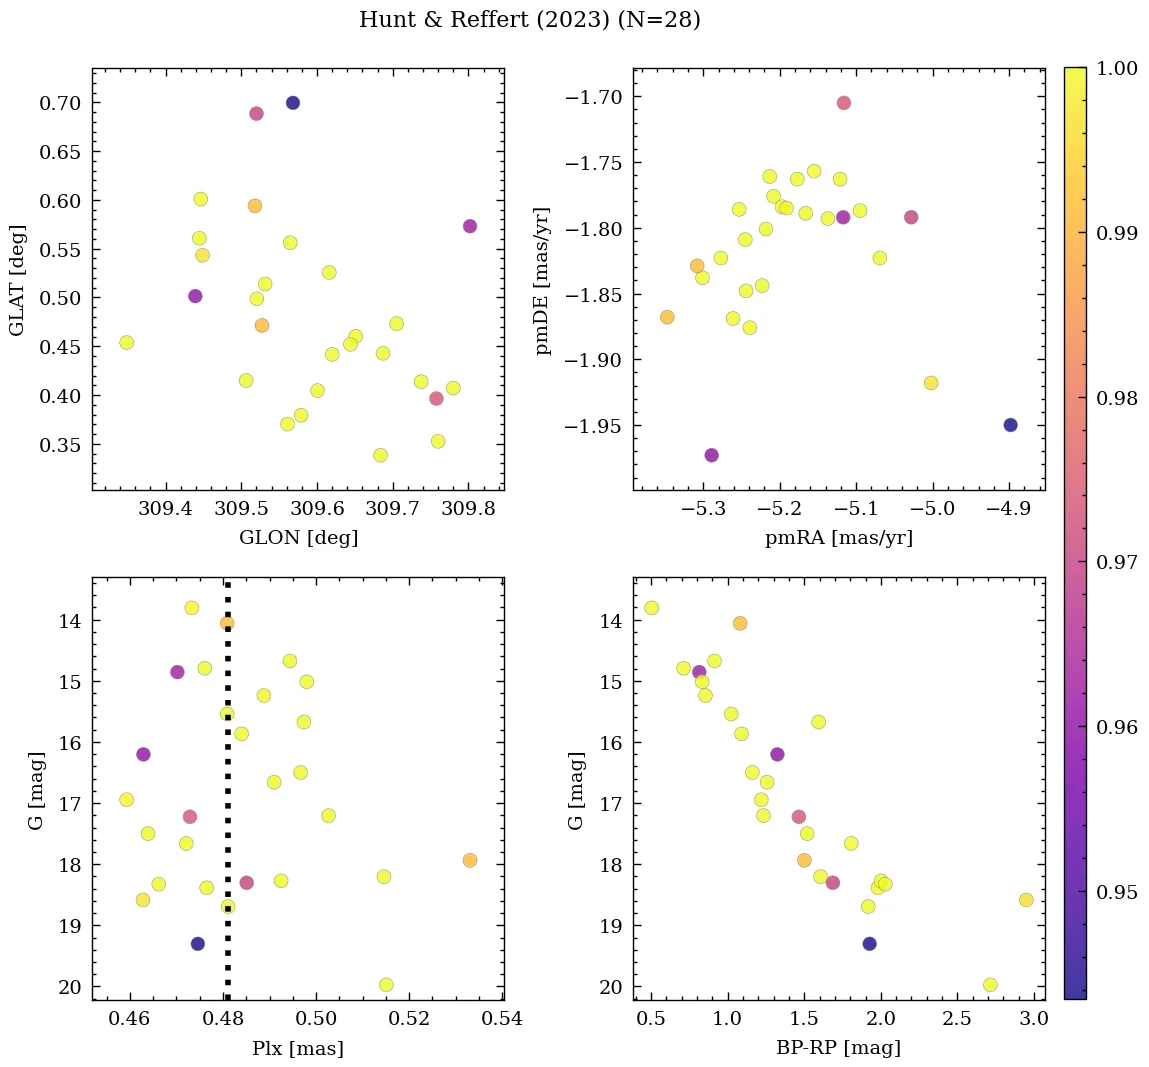 Hunt & Reffert (2023) (N=28)
0.70
0.65
0.60
0.55
0.50
0.45
0.40
0.35
GLAT [deg]
309.4 309.5 309.6 309.7 309.8
GLON [deg]
−1.70
−1.75
−1.80
−1.85
−1.90
−1.95
pmDE [mas/yr]
−5.3 −5.2 −5.1 −5.0 −4.9
pmRA [mas/yr]
14
15
16
17
18
19
20
G [mag]
0.46 0.48 0.50 0.52 0.54
Plx [mas]
14
15
16
17
18
19
20
G [mag]
0.5 1.0 1.5 2.0 2.5 3.0
BP-RP [mag]
1.00
0.99
0.98
0.97
0.96
0.95